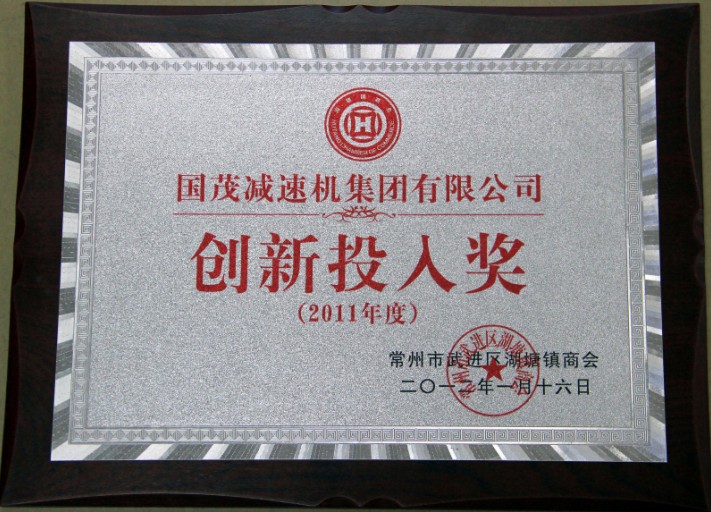 国茂减速机集团有限公司
创新投入奖
(2011年度)
常州市武进区湖塘镇商会
二〇一二年一月十六日